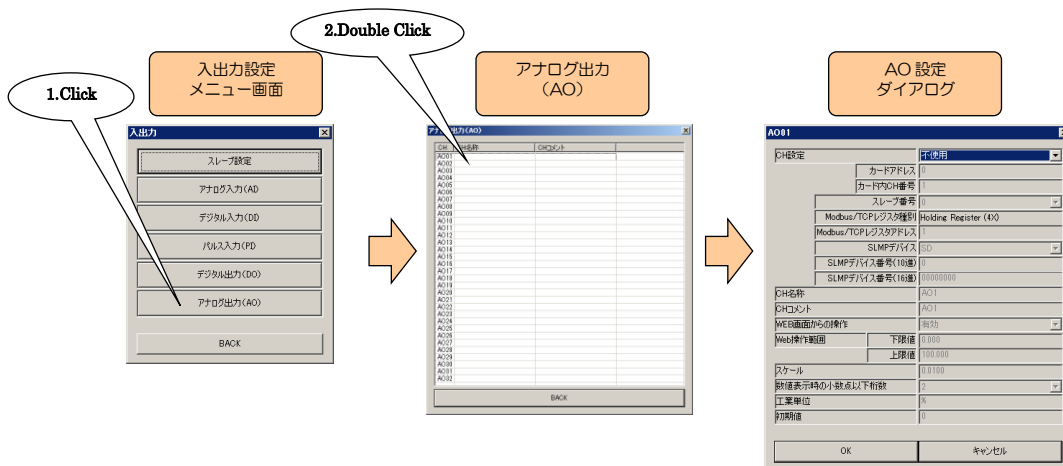 2.Double Click
1.Click
入出力設定
メニュー画面
アナログ出力
（AO）
AO 設定
ダイアログ
入出力
スレーブ設定
アナログ入力(AI)
デジタル入力(DI)
パルス入力(PI)
デジタル出力(DO)
アナログ出力(AO)
BACK
CH CH名称 CHコメント
AO01
AO02
AO03
AO04
AO05
AO06
AO07
AO08
AO09
AO10
AO11
AO12
AO13
AO14
AO15
AO16
AO17
AO18
AO19
AO20
AO21
AO22
AO23
AO24
AO25
AO26
AO27
AO28
AO29
AO30
AO31
AO32
BACK
AO01
CH設定 不使用
カードアドレス 0
カード内CH番号 1
スレーブ番号 0
Modbus/TCPレジスタ種別 Holding Register (4X)
Modbus/TCPレジスタアドレス 1
SLMPデバイス SD
SLMPデバイス番号(10進) 0
SLMPデバイス番号(16進) 00000000
CH名称 AO1
CHコメント AO1
WEB画面からの操作 有効
Web操作範囲 下限値 0.000
上限値 100.000
スケール 0.0100
数値表示時の小数点以下桁数 2
工業単位 %
初期値 0
OK キャンセル